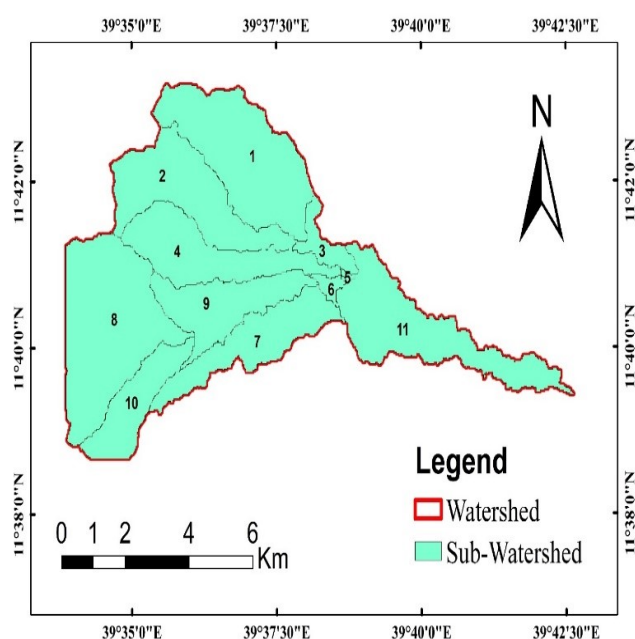 39°35'0"E 39°37'30"E 39°40'0"E 39°42'30"E
N
11°42'0"N 11°42'0"N
1
2
3
4
5
6
9
8
7
11
10
11°40'0"N 11°40'0"N
Legend
Watershed
Sub-Watershed
11°38'0"N 11°38'0"N
0 1 2 4 6
Km
39°35'0"E 39°37'30"E 39°40'0"E 39°42'30"E